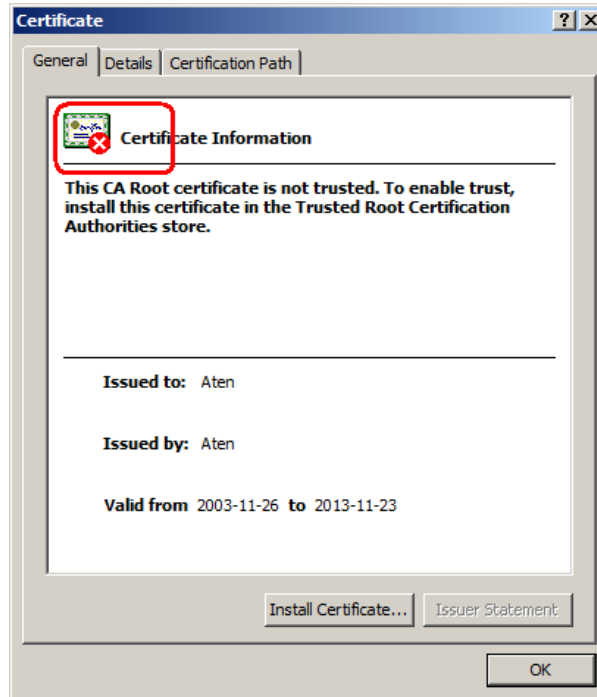 Certificate
General Details Certification Path
Certificate Information
This CA Root certificate is not trusted. To enable trust,
install this certificate in the Trusted Root Certification
Authorities store.
Issued to: Aten
Issued by: Aten
Valid from 2003-11-26 to 2013-11-23
Install Certificate... Issuer Statement
OK